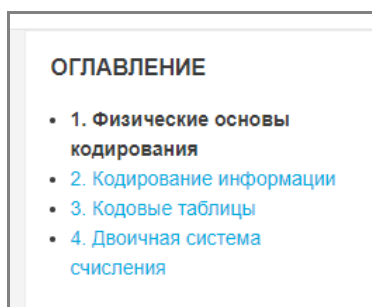 ОГЛАВЛЕНИЕ
1. Физические основы
кодирования
2. Кодирование информации
3. Кодовые таблицы
4. Двоичная система
счисления